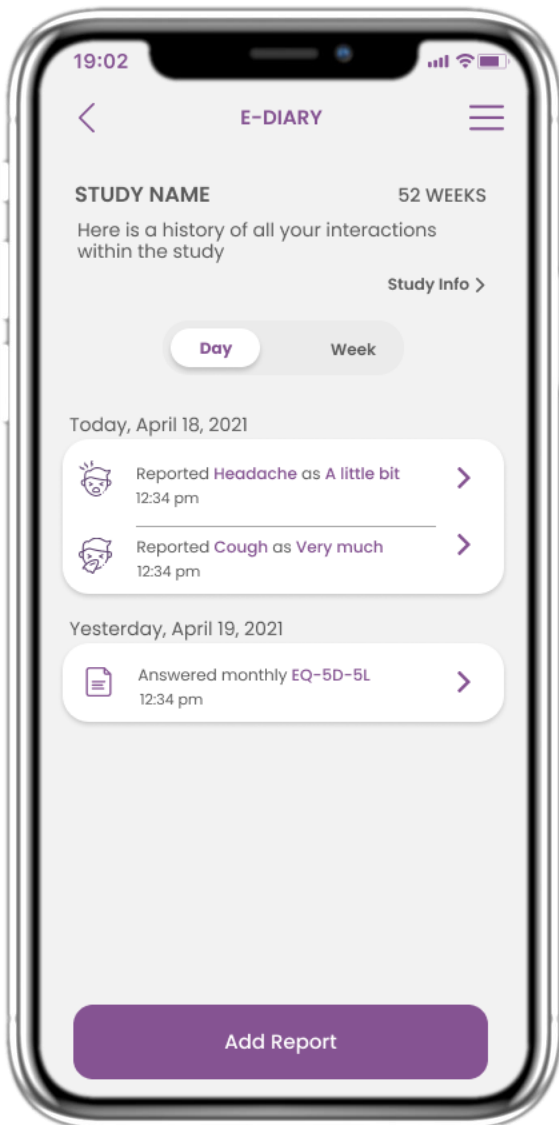 19:02
E-DIARY
STUDY NAME
52 WEEKS
Here is a history of all your interactions
within the study
Study Info >
Day
Week
Today, April 18, 2021
Reported Headache as A little bit
12:34 pm
Reported Cough as Very much
12:34 pm
Yesterday, April 19, 2021
Answered monthly EQ-5D-5L
12:34 pm
Add Report